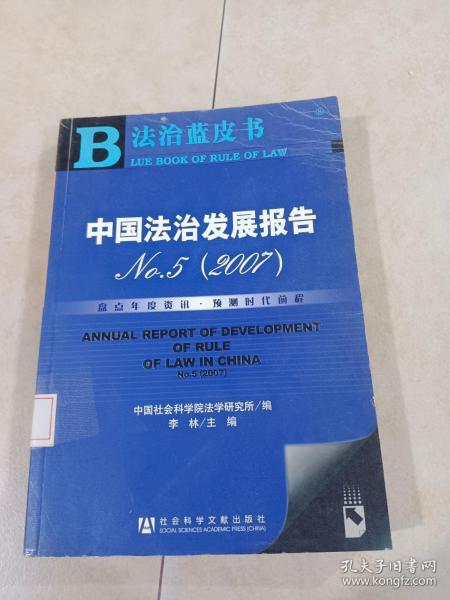 B 法治蓝皮书
LUE BOOK OF RULE OF LAW
中国法治发展报告
No.5 (2007)
盘点年度资讯·预测时代前程
ANNUAL REPORT OF DEVELOPMENT
OF RULE
OF LAW IN CHINA
No.5 (2007)
中国社会科学院法学研究所/编
李 林/主 编
社会科学文献出版社
SOCIAL SCIENCES ACADEMIC PRESS (CHINA)
孔夫子旧书网
www.kongfz.com